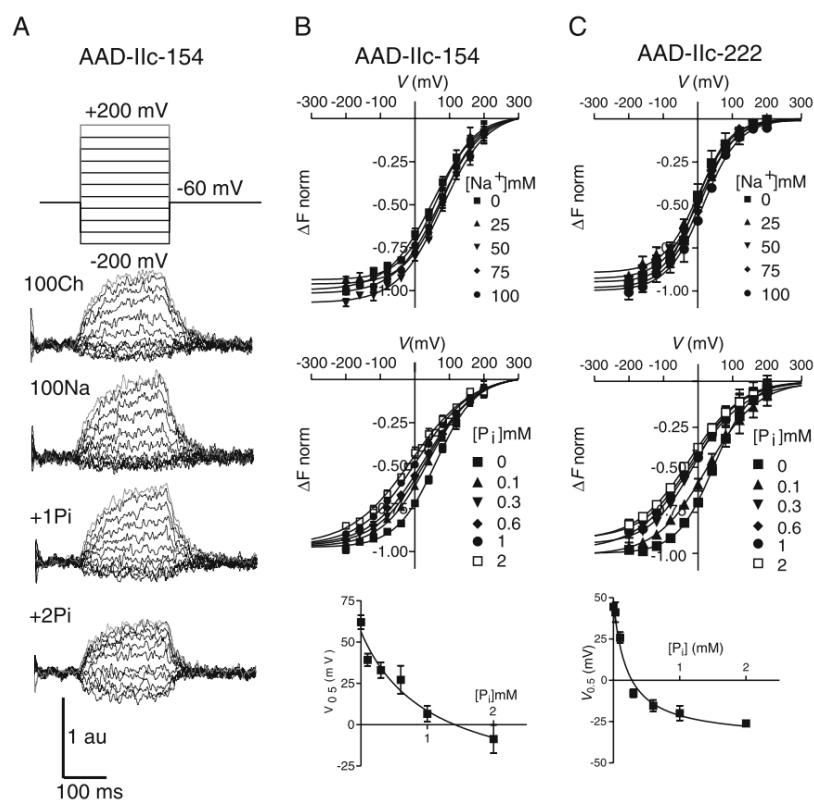 A
AAD-IIc-154
+200 mV
-60 mV
-200 mV
100Ch
100Na
+1Pi
+2Pi
1 au
100 ms
B
AAD-IIc-154
V (mV)
-300 -200 -100 100 200 300
-0.25
-0.50
-0.75
-1.00
ΔF norm
[Na+]mM
0
25
50
75
100
V(mV)
-300 -200 -100 100 200 300
-0.25
-0.50
-1.00
ΔF norm
[Pi]mM
0
0.1
0.3
0.6
1
2
75
50
25
0
-25
V 0 5 (m V )
[Pi]mM
1
2
C
AAD-IIc-222
V (mV)
-300 -200 -100 100 200 300
-0.25
-0.50
-1.00
ΔF norm
[Na+]mM
0
25
50
75
100
V (mV)
-300 -200 -100 100 200 300
-0.25
-0.50
-1.00
ΔF norm
[Pi]mM
0
0.1
0.3
0.6
1
2
50
25
0
-25
-50
V0.5 (mV)
[Pi] (mM)
1
2